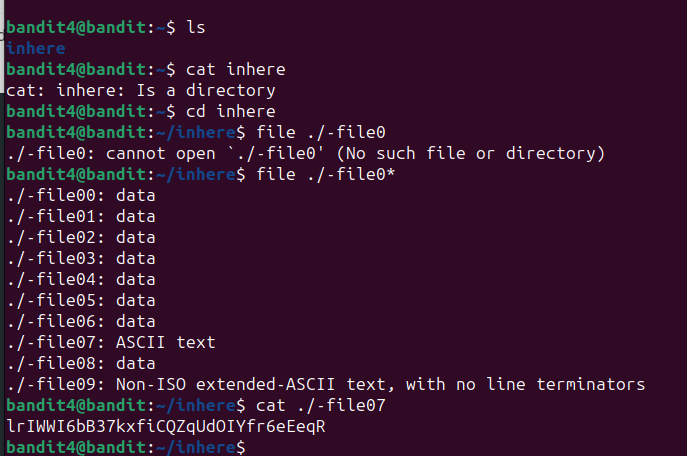 bandit4@bandit:~$ ls
inhere
bandit4@bandit:~$ cat inhere
cat: inhere: Is a directory
bandit4@bandit:~$ cd inhere
bandit4@bandit:~/inhere$ file ./-file0
./-file0: cannot open `./-file0' (No such file or directory)
bandit4@bandit:~/inhere$ file ./-file0*
./-file00: data
./-file01: data
./-file02: data
./-file03: data
./-file04: data
./-file05: data
./-file06: data
./-file07: ASCII text
./-file08: data
./-file09: Non-ISO extended-ASCII text, with no line terminators
bandit4@bandit:~/inhere$ cat ./-file07
lrIWWI6bB37kxfiCQZqUdOIYfr6eEeqR
bandit4@bandit:~/inhere$